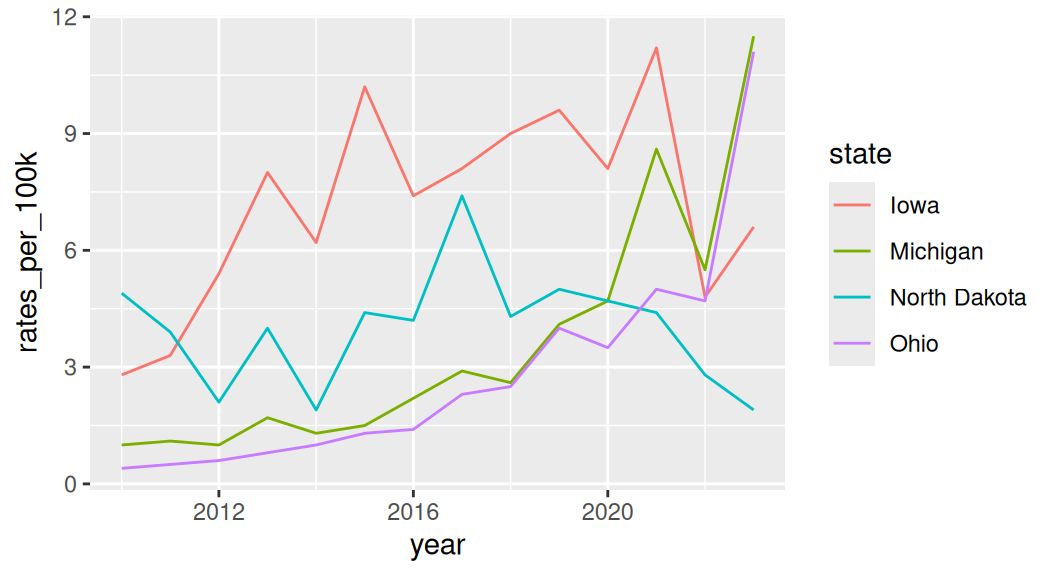 12
9
6
3
0
rates_per_100k
2012
2016
2020
year
state
Iowa
Michigan
North Dakota
Ohio